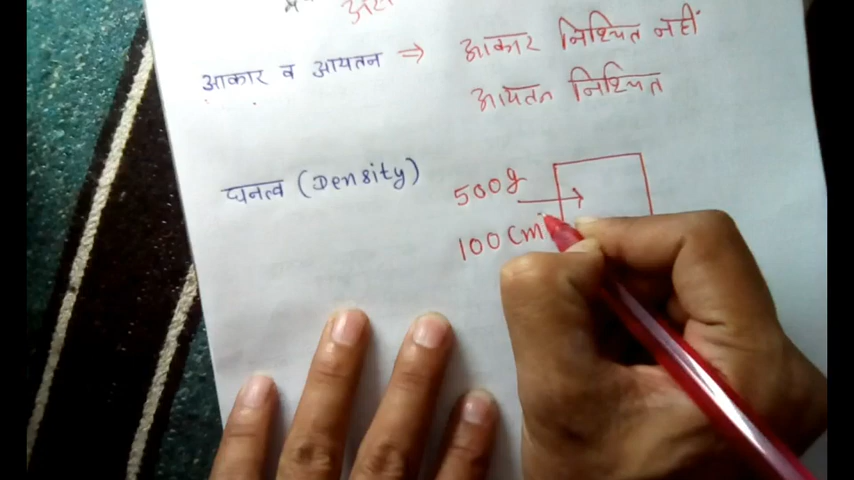 आकार व आयतन ⇒ आकार निश्चित नहीं
आयतन निश्चित
घनत्व (Density) 500g →
100 cm